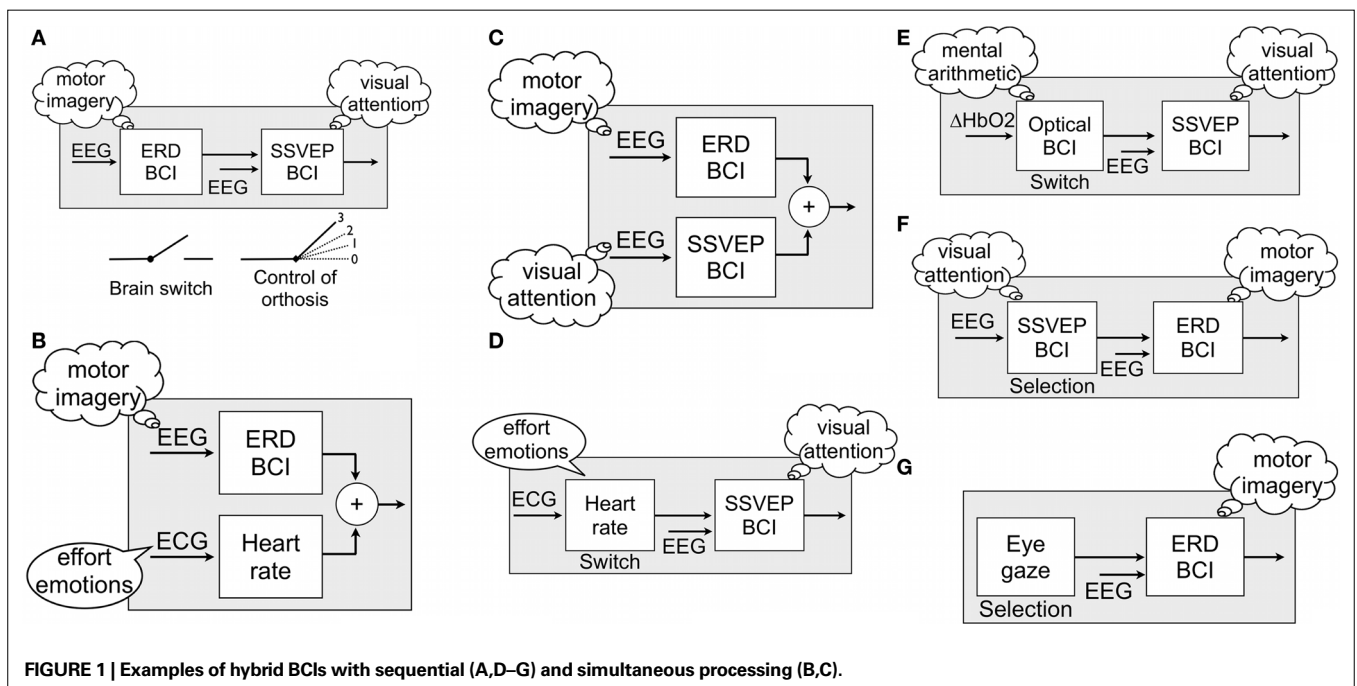 A
motor
imagery
visual
attention
EEG
ERD
BCI
EEG
SSVEP
BCI
Brain switch
3
2
1
0
Control of
orthosis
B
motor
imagery
EEG
ERD
BCI
+
effort
emotions
ECG
Heart
rate
C
motor
imagery
EEG
ERD
BCI
+
visual
attention
EEG
SSVEP
BCI
D
effort
emotions
visual
attention
ECG
Heart
rate
Switch
EEG
SSVEP
BCI
E
mental
arithmetic
visual
attention
ΔHbO2
Optical
BCI
Switch
EEG
SSVEP
BCI
F
visual
attention
motor
imagery
EEG
SSVEP
BCI
Selection
EEG
ERD
BCI
G
motor
imagery
Eye
gaze
Selection
EEG
ERD
BCI
FIGURE 1 | Examples of hybrid BCIs with sequential (A,D–G) and simultaneous processing (B,C).